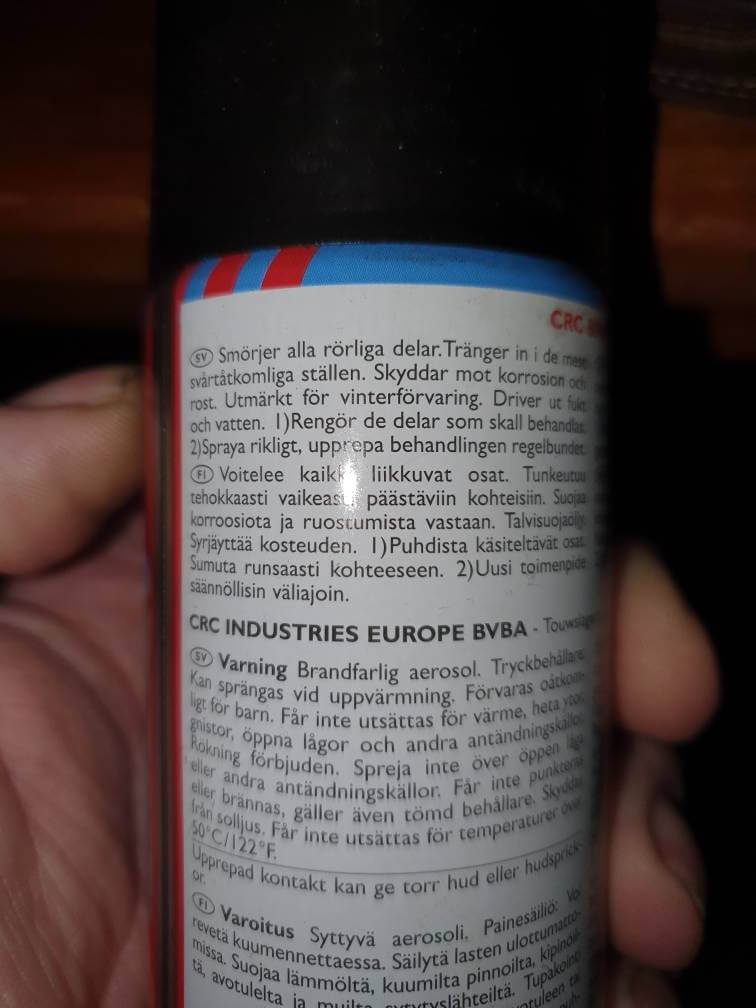 CRC
SV Smörjer alla rörliga delar.Tränger in i de mest
svårtåtkomliga ställen. Skyddar mot korrosion och
rost. Utmärkt för vinterförvaring. Driver ut fukt
och vatten. 1)Rengör de delar som skall behandlas.
2)Spraya rikligt, upprepa behandlingen regelbundet.
FI Voitelee kaikki liikkuvat osat. Tunkeutuu
tehokkaasti vaikeasti päästäviin kohteisiin. Suojaa
korroosiota ja ruostumista vastaan. Talvisuojaöljy.
Syrjäyttää kosteuden. 1)Puhdista käsiteltävät osat.
Sumuta runsaasti kohteeseen. 2)Uusi toimenpide
säännöllisin väliajoin.
CRC INDUSTRIES EUROPE BVBA -
SV Varning Brandfarlig aerosol. Tryckbehållare:
Kan sprängas vid uppvärmning. Förvaras oåtkom-
ligt för barn. Får inte utsättas för värme, heta ytor,
gnistor, öppna lågor och andra antändningskällor.
Rökning förbjuden. Spreja inte över öppen låga
eller andra antändningskällor. Får inte punkteras
eller brännas, gäller även tömd behållare. Skyddas
från solljus. Får inte utsättas för temperaturer över
50°C/122°F.
Upprepad kontakt kan ge torr hud eller hudsprick-
or.
FI Varoitus Syttyvä aerosoli. Painesäiliö: Voi
revetä kuumennettaessa. Säilytä lasten ulottumatto-
missa. Suojaa lämmöltä, kuumilta pinnoilta, kipinöil-
tä, avotulelta ja muilta sytytyslähteiltä. Tupakointi